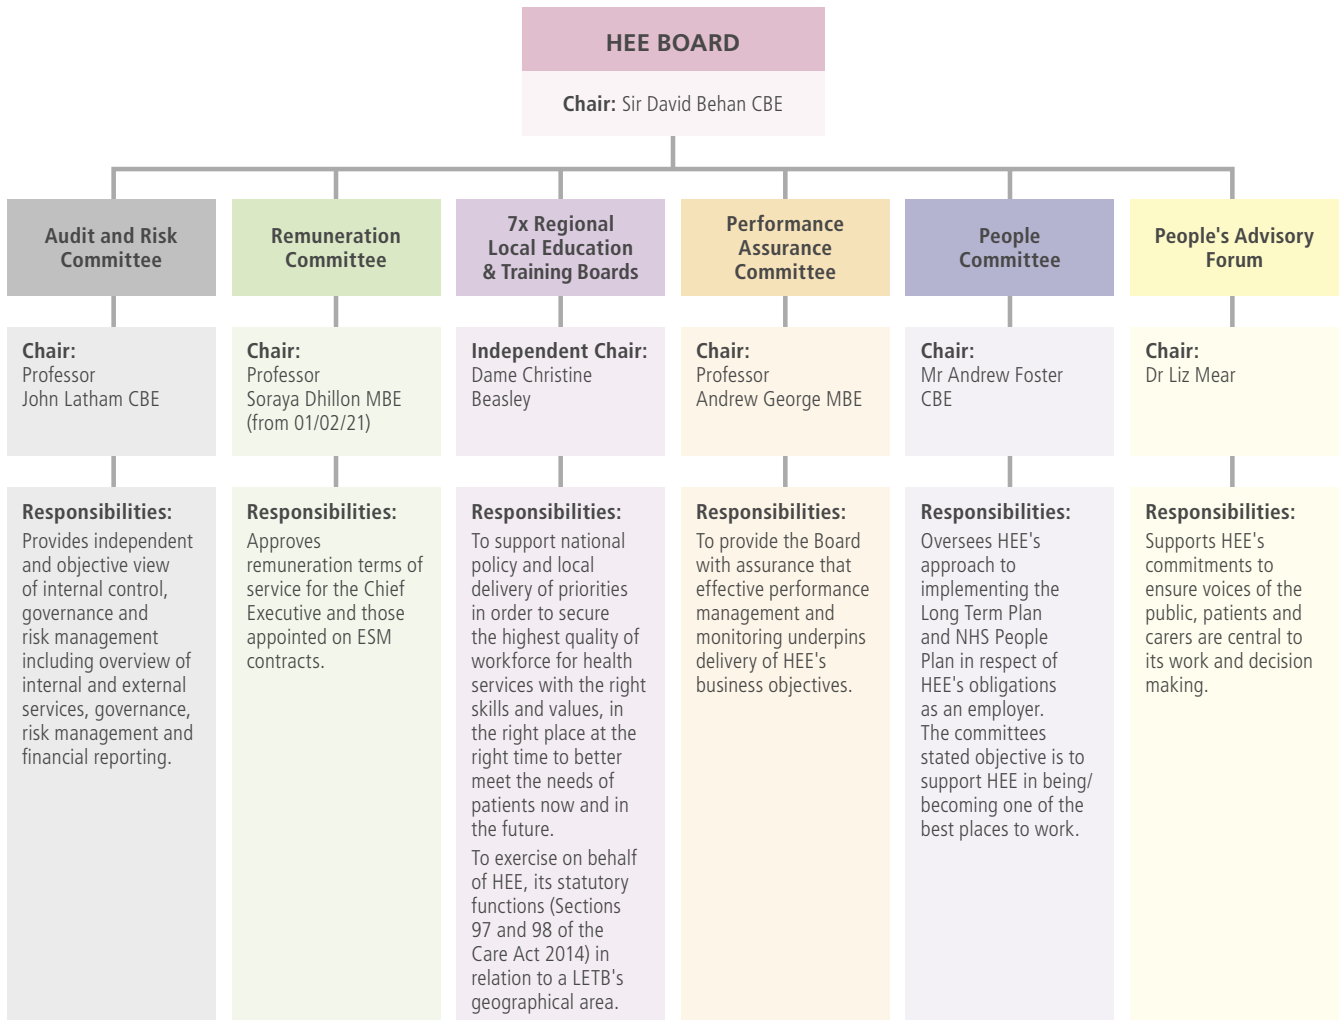 HEE BOARD
Chair: Sir David Behan CBE
Audit and Risk
Committee
Chair:
Professor
John Latham CBE
Responsibilities:
Provides independent
and objective view
of internal control,
governance and
risk management
including overview of
internal and external
services, governance,
risk management and
financial reporting.
Remuneration
Committee
Chair:
Professor
Soraya Dhillon MBE
(from 01/02/21)
Responsibilities:
Approves
remuneration terms of
service for the Chief
Executive and those
appointed on ESM
contracts.
7x Regional
Local Education
& Training Boards
Independent Chair:
Dame Christine
Beasley
Responsibilities:
To support national
policy and local
delivery of priorities
in order to secure
the highest quality of
workforce for health
services with the right
skills and values, in
the right place at the
right time to better
meet the needs of
patients now and in
the future.
To exercise on behalf
of HEE, its statutory
functions (Sections
97 and 98 of the
Care Act 2014) in
relation to a LETB's
geographical area.
Performance
Assurance
Committee
Chair:
Professor
Andrew George MBE
Responsibilities:
To provide the Board
with assurance that
effective performance
management and
monitoring underpins
delivery of HEE's
business objectives.
People
Committee
Chair:
Mr Andrew Foster
CBE
Responsibilities:
Oversees HEE's
approach to
implementing the
Long Term Plan
and NHS People
Plan in respect of
HEE's obligations
as an employer.
The committees
stated objective is to
support HEE in being/
becoming one of the
best places to work.
People's Advisory
Forum
Chair:
Dr Liz Mear
Responsibilities:
Supports HEE's
commitments to
ensure voices of the
public, patients and
carers are central to
its work and decision
making.